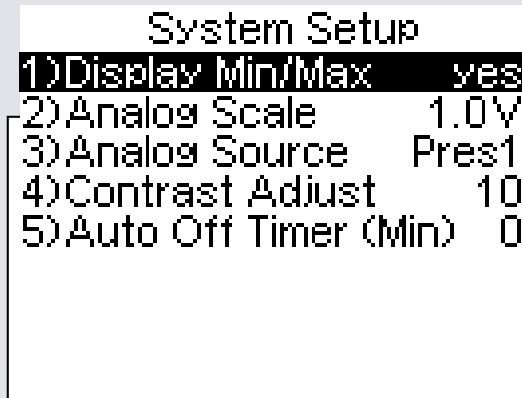 System Setup
1)Display Min/Max yes
2)Analog Scale 1.0V
3)Analog Source Pres1
4)Contrast Adjust 10
5)Auto Off Timer (Min) 0